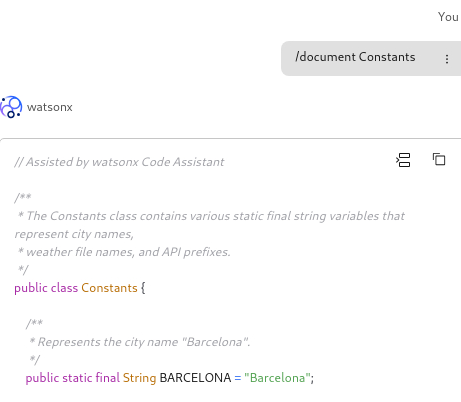 You
/document Constants
watsonx
// Assisted by watsonx Code Assistant
/**
* The Constants class contains various static final string variables that
represent city names,
* weather file names, and API prefixes.
*/
public class Constants {
/**
* Represents the city name "Barcelona".
*/
public static final String BARCELONA = "Barcelona";